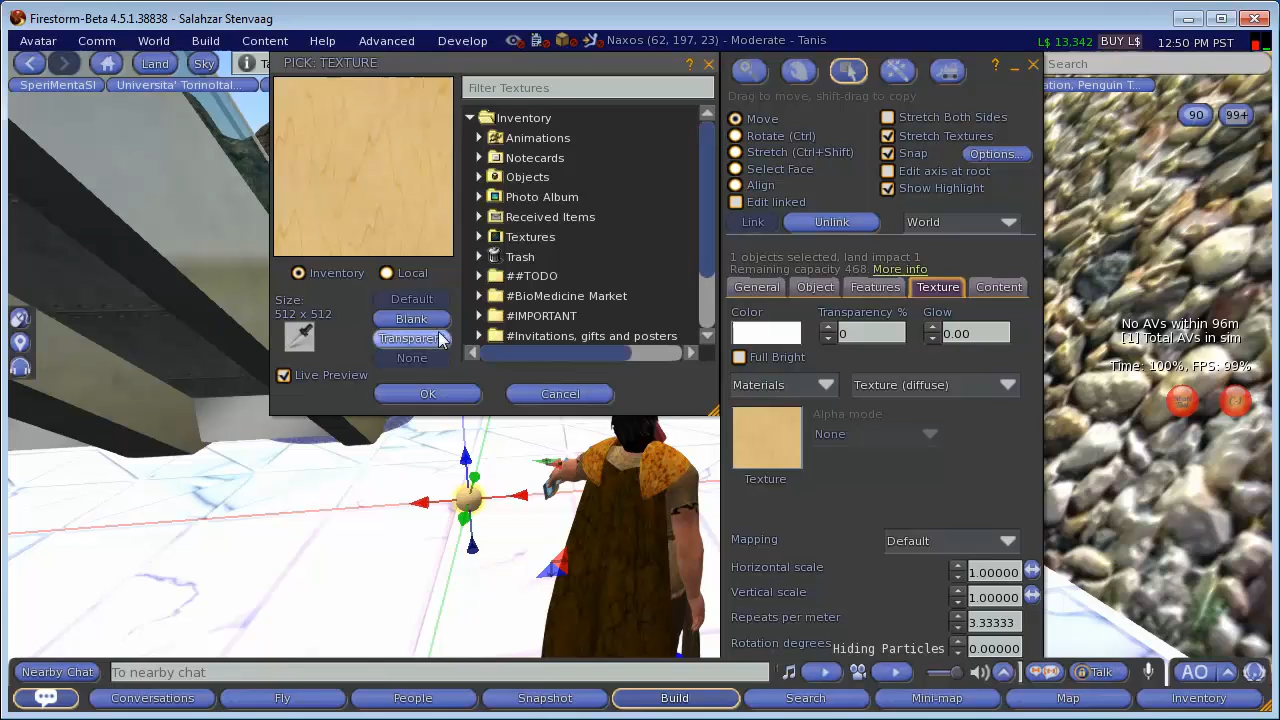 Firestorm-Beta 4.5.1.38838 - Salahzar Stenvaag
Avatar Comm World Build Content Help Advanced Develop Naxos (62, 197, 23) - Moderate - Tanis L$ 13,342 BUY L$ 12:50 PM PST
Land Sky Search
SperiMentaSI Universita' Torino|tal... ation, Penguin T...
PICK: TEXTURE
Filter Textures
Inventory
Animations
Notecards
Objects
Photo Album
Received Items
Textures
Trash
##TODO
#BioMedicine Market
#IMPORTANT
#Invitations, gifts and posters
Inventory Local
Size:
512 x 512
Default
Blank
Transparen
None
Live Preview
OK Cancel
Drag to move, shift-drag to copy
Move
Rotate (Ctrl)
Stretch (Ctrl+Shift)
Select Face
Align
Edit linked
Stretch Both Sides
Stretch Textures
Snap Options...
Edit axis at root
Show Highlight
Link Unlink World
1 objects selected, land impact 1
Remaining capacity 468. More info
General Object Features Texture Content
Color Transparency % Glow
0 0.00
Full Bright
Materials Texture (diffuse)
Alpha mode
None
Texture
Mapping Default
Horizontal scale 1.00000
Vertical scale 1.00000
Repeats per meter 3.33333
Rotation degrees 0.00000
Hiding Particles
90 99+
No AVs within 96m
[1] Total AVs in sim
Time: 100%, FPS: 99%
Nearby Chat To nearby chat Talk AO
Conversations Fly People Snapshot Build Search Mini-map Map Inventory